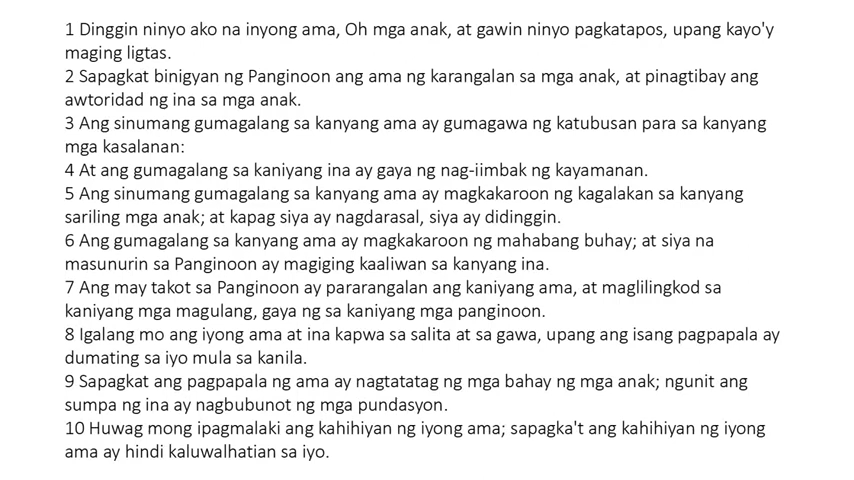 1 Dinggin ninyo ako na inyong ama, Oh mga anak, at gawin ninyo pagkatapos, upang kayo'y
maging ligtas.
2 Sapagkat binigyan ng Panginoon ang ama ng karangalan sa mga anak, at pinagtibay ang
awtoridad ng ina sa mga anak.
3 Ang sinumang gumagalang sa kanyang ama ay gumagawa ng katubusan para sa kanyang
mga kasalanan:
4 At ang gumagalang sa kaniyang ina ay gaya ng nag-iimbak ng kayamanan.
5 Ang sinumang gumagalang sa kanyang ama ay magkakaroon ng kagalakan sa kanyang
sariling mga anak; at kapag siya ay nagdarasal, siya ay didinggin.
6 Ang gumagalang sa kanyang ama ay magkakaroon ng mahabang buhay; at siya na
masunurin sa Panginoon ay magiging kaaliwan sa kanyang ina.
7 Ang may takot sa Panginoon ay pararangalan ang kaniyang ama, at maglilingkod sa
kaniyang mga magulang, gaya ng sa kaniyang mga panginoon.
8 Igalang mo ang iyong ama at ina kapwa sa salita at sa gawa, upang ang isang pagpapala ay
dumating sa iyo mula sa kanila.
9 Sapagkat ang pagpapala ng ama ay nagtatatag ng mga bahay ng mga anak; ngunit ang
sumpa ng ina ay nagbubunot ng mga pundasyon.
10 Huwag mong ipagmalaki ang kahihiyan ng iyong ama; sapagka't ang kahihiyan ng iyong
ama ay hindi kaluwalhatian sa iyo.